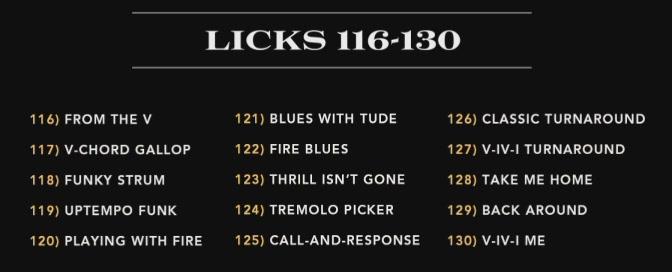 LICKS 116-130
116) FROM THE V
117) V-CHORD GALLOP
118) FUNKY STRUM
119) UPTEMPO FUNK
120) PLAYING WITH FIRE
121) BLUES WITH TUDE
122) FIRE BLUES
123) THRILL ISN'T GONE
124) TREMOLO PICKER
125) CALL-AND-RESPONSE
126) CLASSIC TURNAROUND
127) V-IV-I TURNAROUND
128) TAKE ME HOME
129) BACK AROUND
130) V-IV-I ME